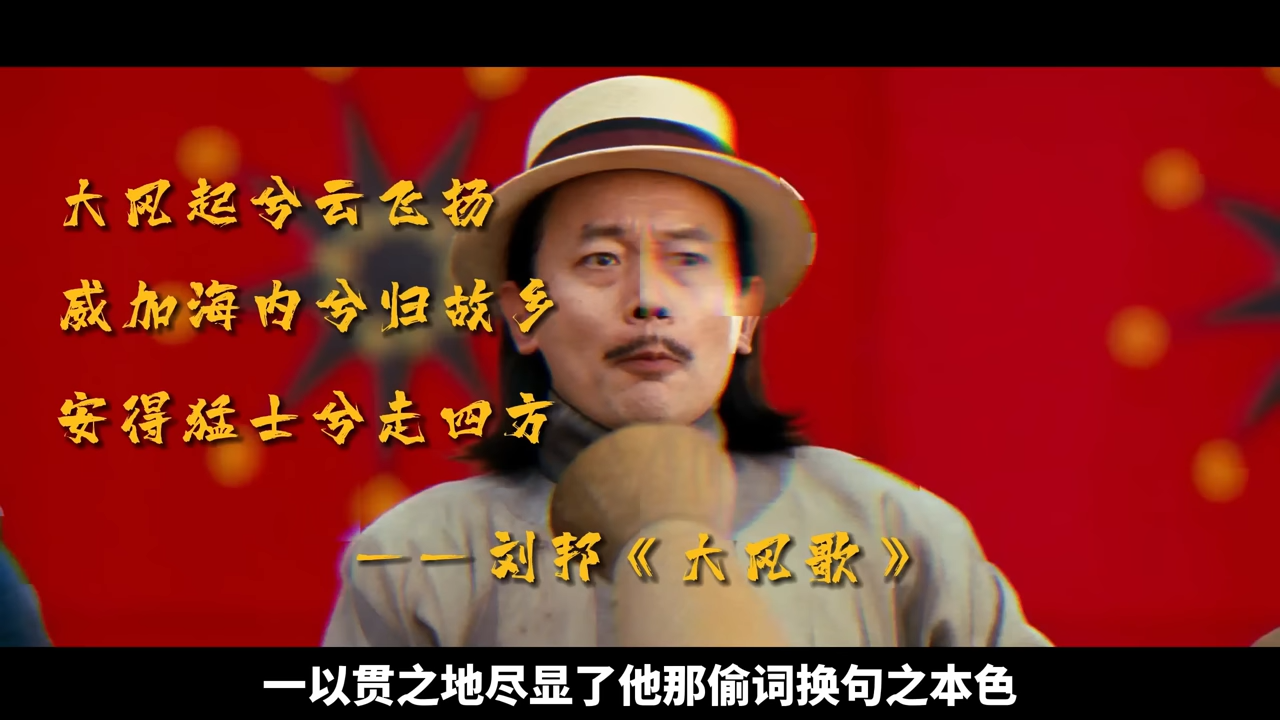 大风起兮云飞扬
威加海内兮归故乡
安得猛士兮走四方
——刘邦《大风歌》
一以贯之地尽显了他那偷词换句之本色